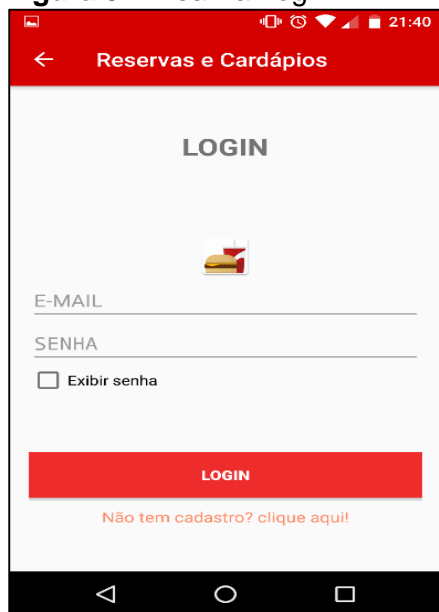 21:40
Reservas e Cardápios
LOGIN
E-MAIL
SENHA
Exibir senha
LOGIN
Não tem cadastro? clique aqui!